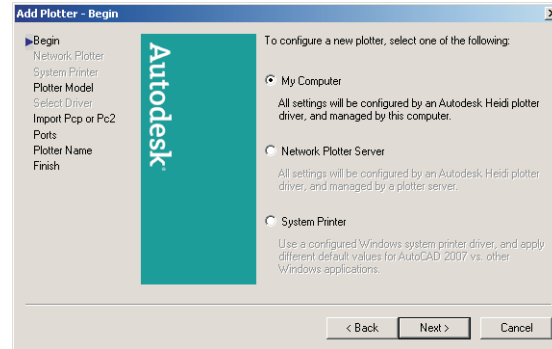 Add Plotter - Begin
Begin
Network Plotter
System Printer
Plotter Model
Select Driver
Import Pcp or Pc2
Ports
Plotter Name
Finish
Autodesk
To configure a new plotter, select one of the following:
My Computer
All settings will be configured by an Autodesk Heidi plotter
driver, and managed by this computer.
Network Plotter Server
All settings will be configured by an Autodesk Heidi plotter
driver, and managed by a plotter server.
System Printer
Use a configured Windows system printer driver, and apply
different default values for AutoCAD 2007 vs. other
Windows applications.
< Back
Next >
Cancel